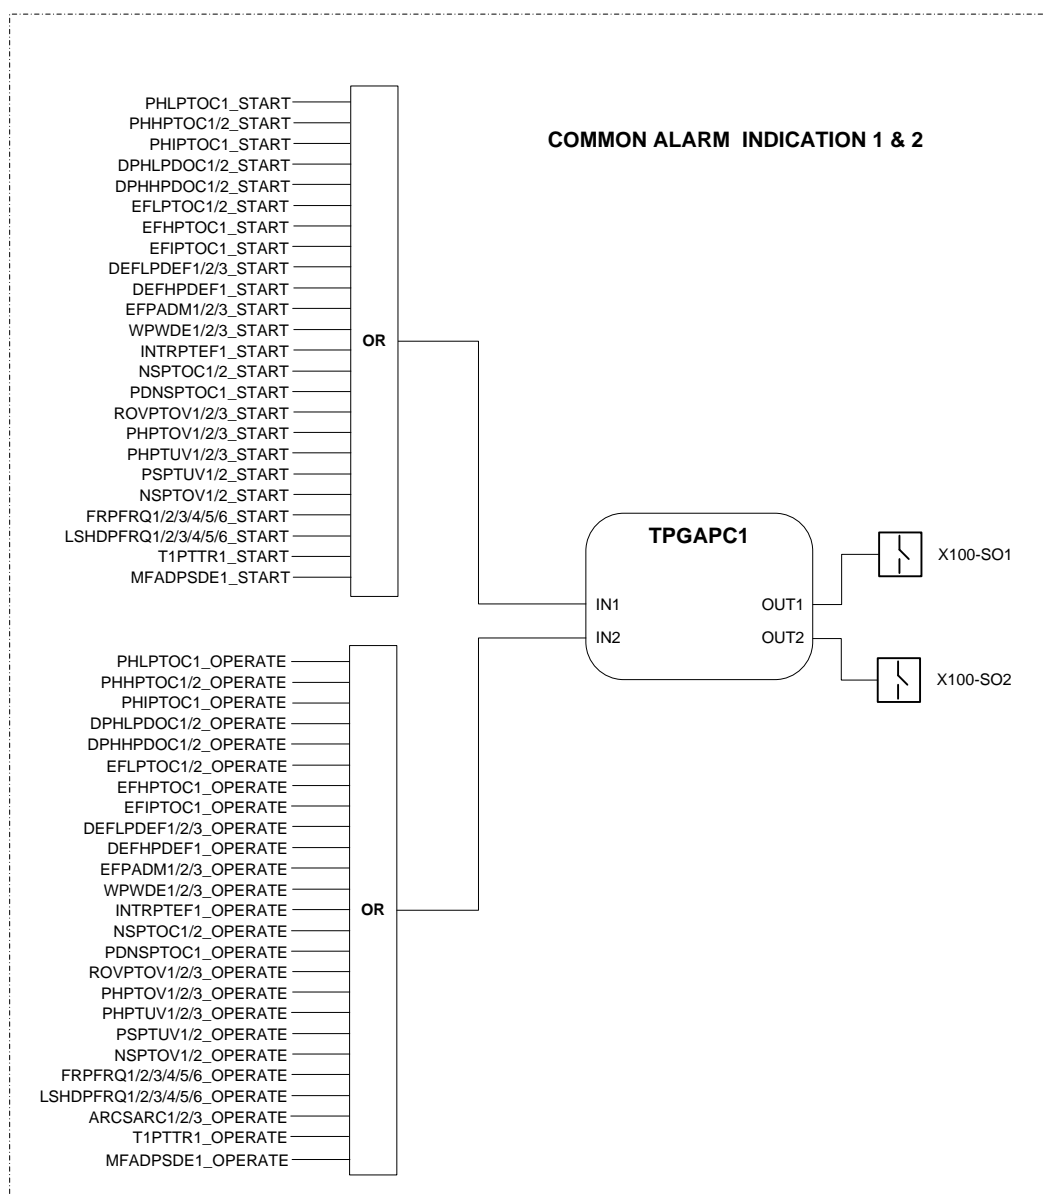 COMMON ALARM  INDICATION 1 & 2
PHLPTOC1_START
PHHPTOC1/2_START
PHIPTOC1_START
DPHLPDOC1/2_START
DPHHPDOC1/2_START
EFLPTOC1/2_START
EFHPTOC1_START
EFIPTOC1_START
DEFLPDEF1/2/3_START
DEFHPDEF1_START
EFPADM1/2/3_START
WPWDE1/2/3_START
INTRPTEF1_START
NSPTOC1/2_START
PDNSPTOC1_START
ROVPTOV1/2/3_START
PHPTOV1/2/3_START
PHPTUV1/2/3_START
PSPTUV1/2_START
NSPTOV1/2_START
FRPFRQ1/2/3/4/5/6_START
LSHDPFRQ1/2/3/4/5/6_START
T1PTTR1_START
MFADPSDE1_START
OR
TPGAPC1
IN1
OUT1
IN2
OUT2
X100-SO1
X100-SO2
PHLPTOC1_OPERATE
PHHPTOC1/2_OPERATE
PHIPTOC1_OPERATE
DPHLPDOC1/2_OPERATE
DPHHPDOC1/2_OPERATE
EFLPTOC1/2_OPERATE
EFHPTOC1_OPERATE
EFIPTOC1_OPERATE
DEFLPDEF1/2/3_OPERATE
DEFHPDEF1_OPERATE
EFPADM1/2/3_OPERATE
WPWDE1/2/3_OPERATE
INTRPTEF1_OPERATE
NSPTOC1/2_OPERATE
PDNSPTOC1_OPERATE
ROVPTOV1/2/3_OPERATE
PHPTOV1/2/3_OPERATE
PHPTUV1/2/3_OPERATE
PSPTUV1/2_OPERATE
NSPTOV1/2_OPERATE
FRPFRQ1/2/3/4/5/6_OPERATE
LSHDPFRQ1/2/3/4/5/6_OPERATE
ARCSARC1/2/3_OPERATE
T1PTTR1_OPERATE
MFADPSDE1_OPERATE
OR